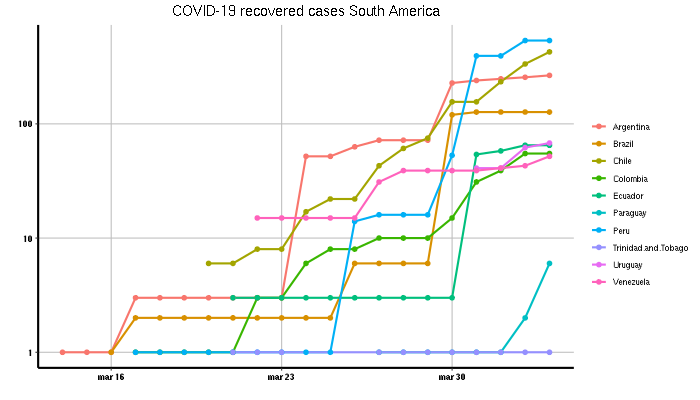 COVID-19 recovered cases South America
100
10
1
mar 16
mar 23
mar 30
Argentina
Brazil
Chile
Colombia
Ecuador
Paraguay
Peru
Trinidad.and.Tobago
Uruguay
Venezuela